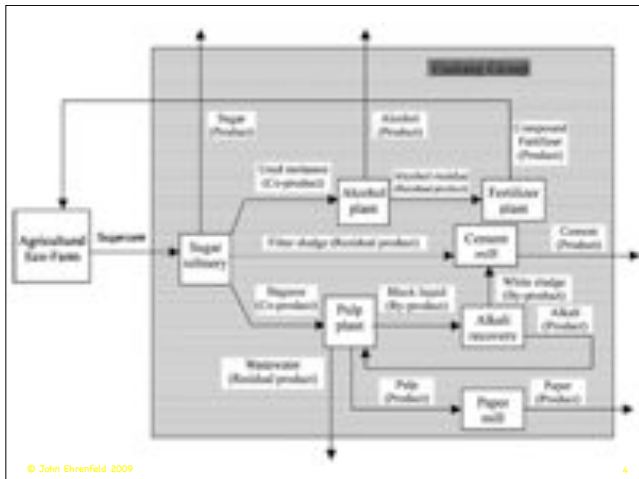 Sugar
(Product)
Alcohol
(Product)
Compound
Fertilizer
(Product)
Used molasses
(Co-product)
Alcohol
plant
Alcohol residue
(Residual product)
Fertilizer
plant
Agricultural
Eco-Farm
Sugarcane
Sugar
refinery
Filter sludge (Residual product)
Cement
mill
Cement
(Product)
Bagasse
(Co-product)
Pulp
plant
Black liquid
(By-product)
White sludge
(By-product)
Alkali
recovery
Alkali
(Product)
Wastewater
(Residual product)
Pulp
(Product)
Paper
mill
Paper
(Product)
© John Ehrenfeld 2009
4